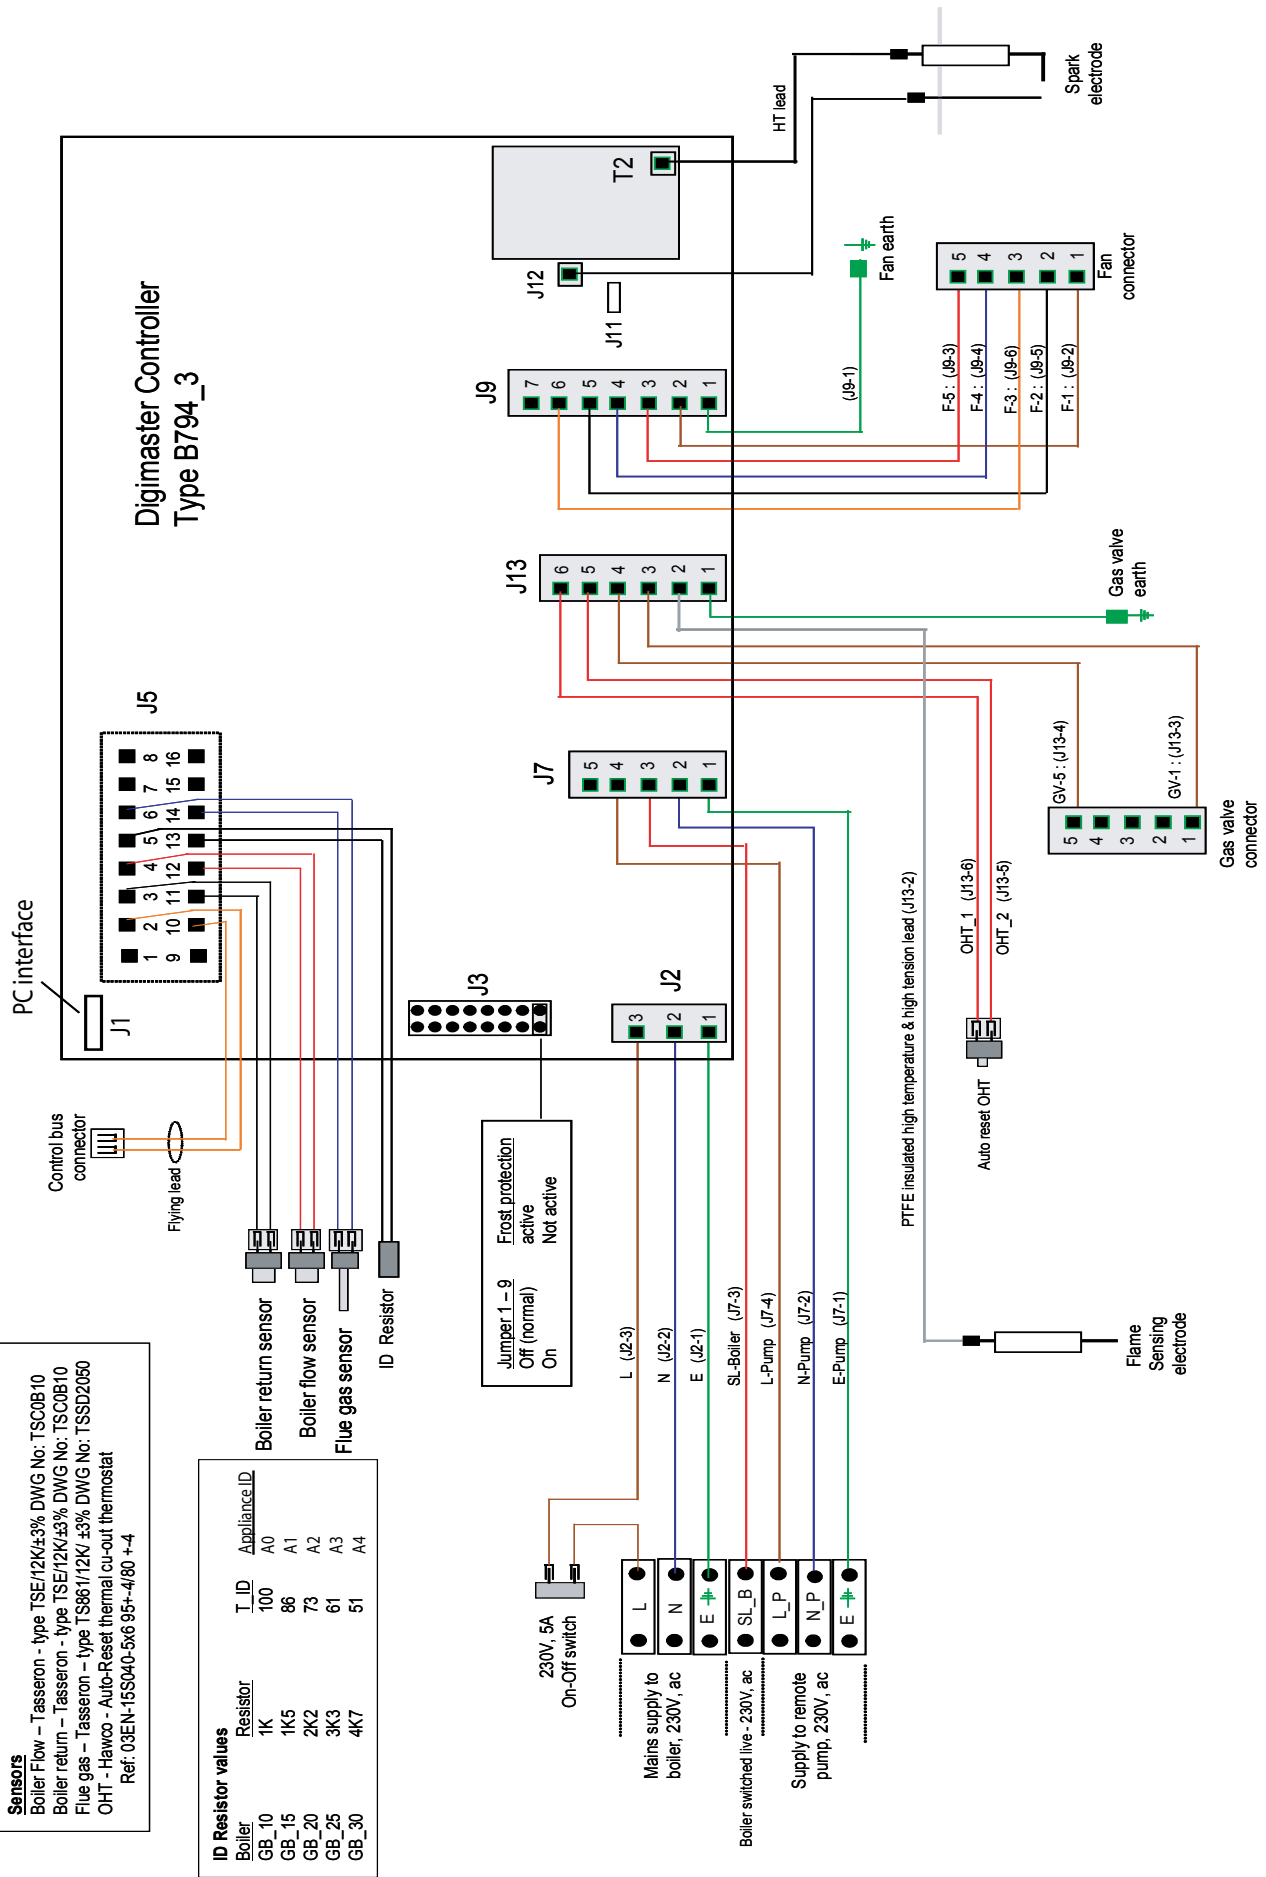 PC interface
J1
Digimaster Controller
Type B794_3
J5
1 2 3 4 5 6 7 8
9 10 11 12 13 14 15 16
J3
J2
3
2
1
J7
5
4
3
2
1
J13
6
5
4
3
2
1
J9
7
6
5
4
3
2
1
J12
J11
T2
HT lead
Spark
electrode
Control bus
connector
Flying lead
Boiler return sensor
Boiler flow sensor
Flue gas sensor
ID Resistor
Jumper 1 – 9 Frost protection
Off (normal) active
On Not active
Sensors
Boiler Flow – Tasseron - type TSE/12K/±3% DWG No: TSC0B10
Boiler return – Tasseron - type TSE/12K/±3% DWG No: TSC0B10
Flue gas – Tasseron – type TS861/12K/ ±3% DWG No: TSSD2050
OHT - Hawco - Auto-Reset thermal cu-out thermostat
Ref: 03EN-15S040-5x6 95+-4/80 +-4
ID Resistor values
Boiler Resistor T_ID Appliance ID
GB_10 1K 100 A0
GB_15 1K5 86 A1
GB_20 2K2 73 A2
GB_25 3K3 61 A3
GB_30 4K7 51 A4
230V, 5A
On-Off switch
L (J2-3)
N (J2-2)
E (J2-1)
SL-Boiler (J7-3)
L-Pump (J7-4)
N-Pump (J7-2)
E-Pump (J7-1)
L
N
E
SL_B
L_P
N_P
E
Mains supply to
boiler, 230V, ac
Boiler switched live - 230V, ac
Supply to remote
pump, 230V, ac
PTFE insulated high temperature & high tension lead (J13-2)
Flame
Sensing
electrode
OHT_1 (J13-6)
OHT_2 (J13-5)
Auto reset OHT
GV-5 : (J13-4)
GV-1 : (J13-3)
5
4
3
2
1
Gas valve
connector
Gas valve
earth
(J9-1)
Fan earth
F-5 : (J9-3)
F-4 : (J9-4)
F-3 : (J9-6)
F-2 : (J9-5)
F-1 : (J9-2)
5
4
3
2
1
Fan
connector